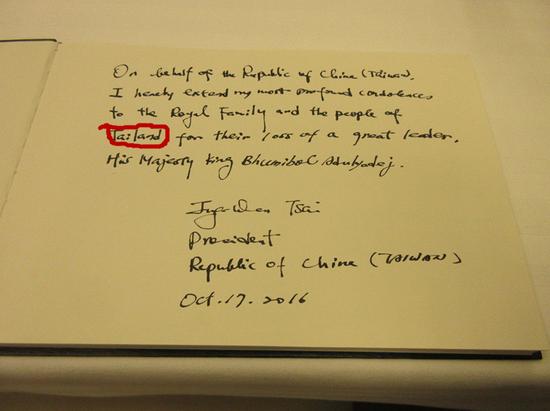 On behalf of the Republic of China (Taiwan,
I hereby extend my most profound condolences
to the Royal Family and the people of
Tailand for their loss of a great leader,
His Majesty King Bhumibol Adulyadej.
Ing-wen Tsai
President
Republic of China (TAIWAN)
Oct. 17. 2016